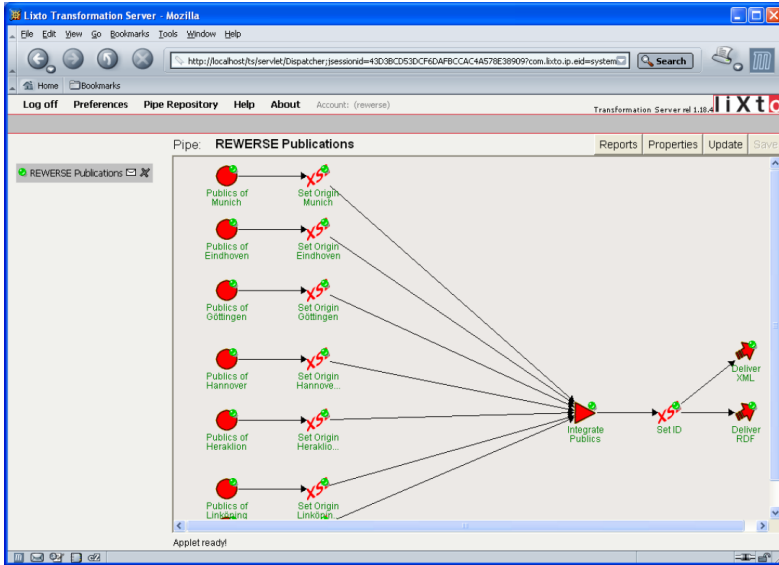 Lixto Transformation Server - Mozilla
File Edit View Go Bookmarks Tools Window Help
http://localhost/ts/servlet/Dispatcher;jsessionid=43D3BCD53DCF6DAFBCCAC4A578E38909?com.lixto.ip.eid=system
Search
Home Bookmarks
Log off Preferences Pipe Repository Help About Account: (rewerse)
Transformation Server rel 1.18.4
liXto
Pipe: REWERSE Publications
Reports Properties Update Save
REWERSE Publications
Publics of
Munich
Set Origin
Munich
Publics of
Eindhoven
Set Origin
Eindhoven
Publics of
Göttingen
Set Origin
Göttingen
Publics of
Hannover
Set Origin
Hannove...
Publics of
Heraklion
Set Origin
Heraklio...
Publics of
Linköping
Set Origin
Linköpin...
Integrate
Publics
Set ID
Deliver
XML
Deliver
RDF
Applet ready!